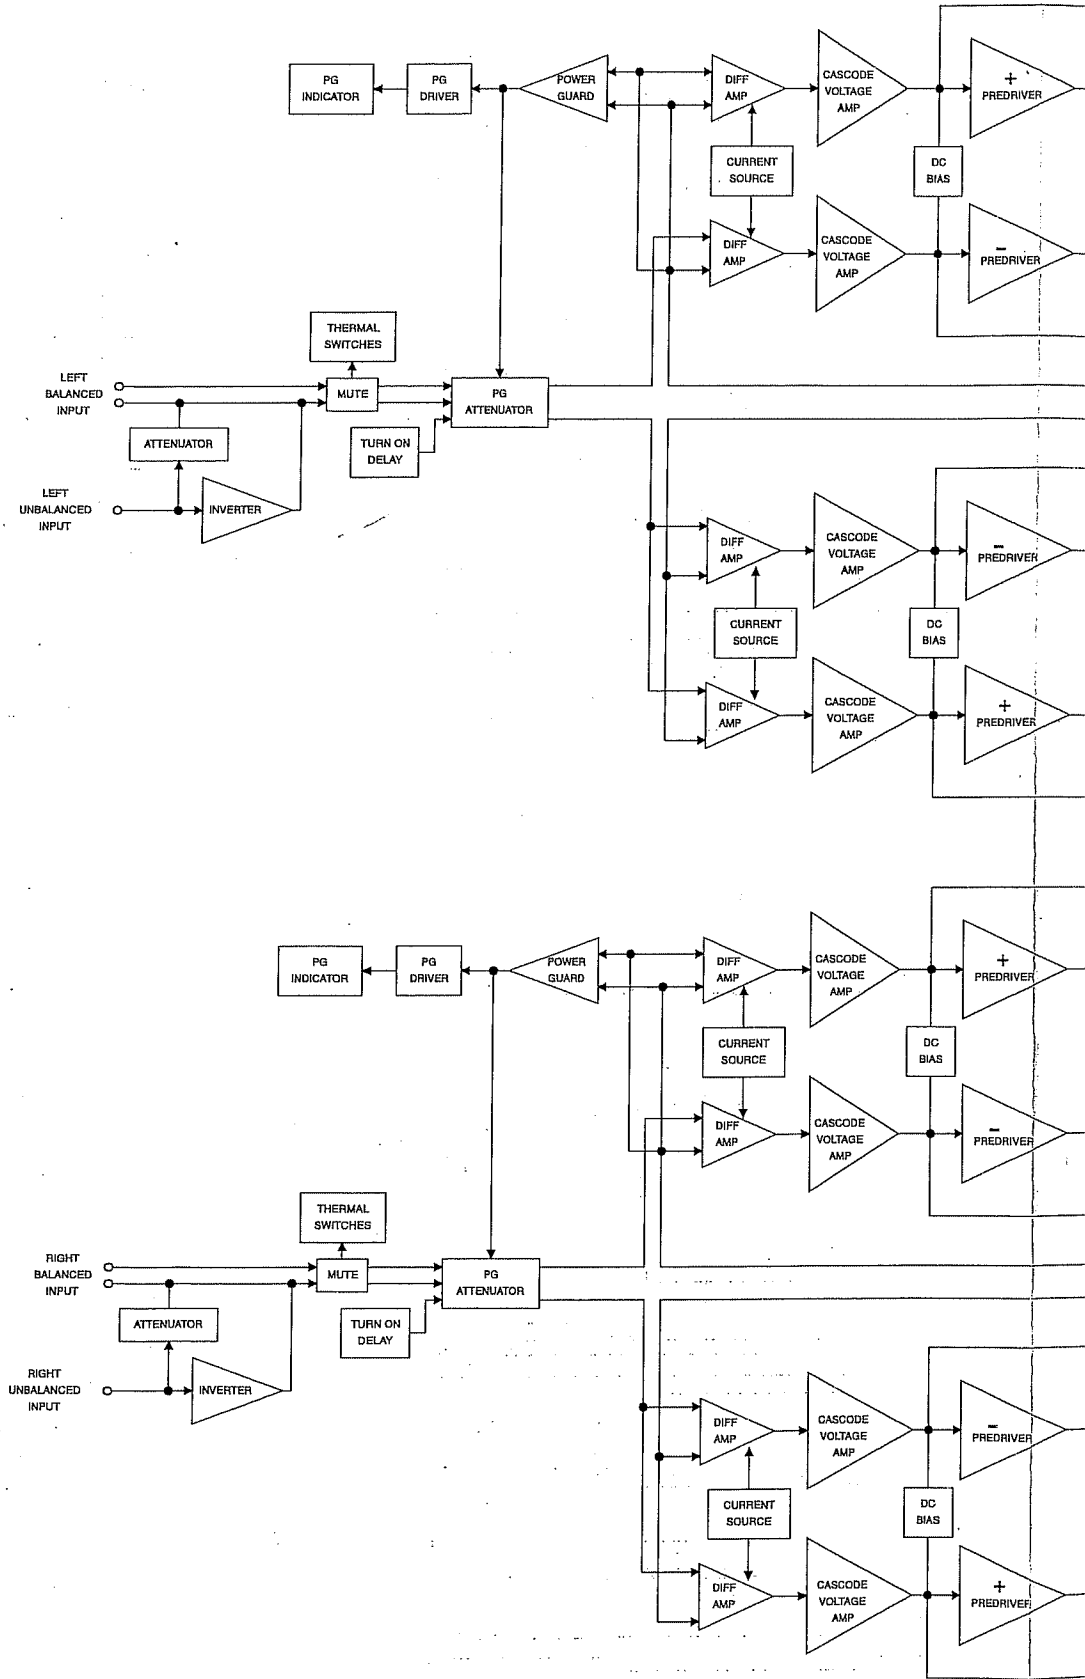 PG
INDICATOR
PG
DRIVER
POWER
GUARD
DIFF
AMP
CASCODE
VOLTAGE
AMP
+
PREDRIVER
CURRENT
SOURCE
DC
BIAS
DIFF
AMP
CASCODE
VOLTAGE
AMP
−
PREDRIVER
THERMAL
SWITCHES
LEFT
BALANCED
INPUT
MUTE
PG
ATTENUATOR
ATTENUATOR
TURN ON
DELAY
LEFT
UNBALANCED
INPUT
INVERTER
DIFF
AMP
CASCODE
VOLTAGE
AMP
−
PREDRIVER
CURRENT
SOURCE
DC
BIAS
DIFF
AMP
CASCODE
VOLTAGE
AMP
+
PREDRIVER
PG
INDICATOR
PG
DRIVER
POWER
GUARD
DIFF
AMP
CASCODE
VOLTAGE
AMP
+
PREDRIVER
CURRENT
SOURCE
DC
BIAS
DIFF
AMP
CASCODE
VOLTAGE
AMP
−
PREDRIVER
THERMAL
SWITCHES
RIGHT
BALANCED
INPUT
MUTE
PG
ATTENUATOR
ATTENUATOR
TURN ON
DELAY
RIGHT
UNBALANCED
INPUT
INVERTER
DIFF
AMP
CASCODE
VOLTAGE
AMP
−
PREDRIVER
CURRENT
SOURCE
DC
BIAS
DIFF
AMP
CASCODE
VOLTAGE
AMP
+
PREDRIVER